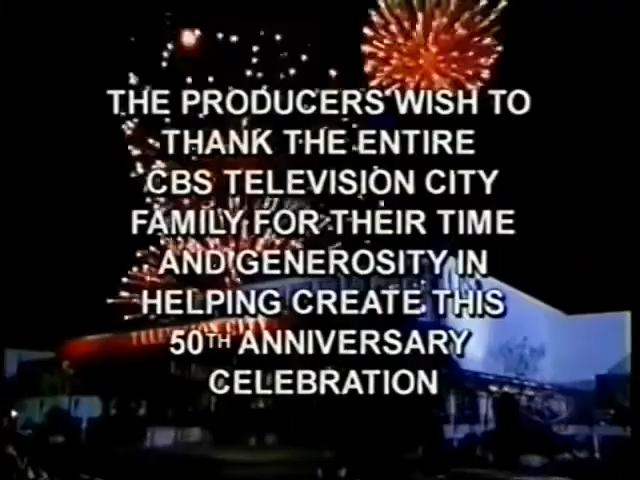 THE PRODUCERS WISH TO
THANK THE ENTIRE
CBS TELEVISION CITY
FAMILY FOR THEIR TIME
AND GENEROSITY IN
HELPING CREATE THIS
50TH ANNIVERSARY
CELEBRATION